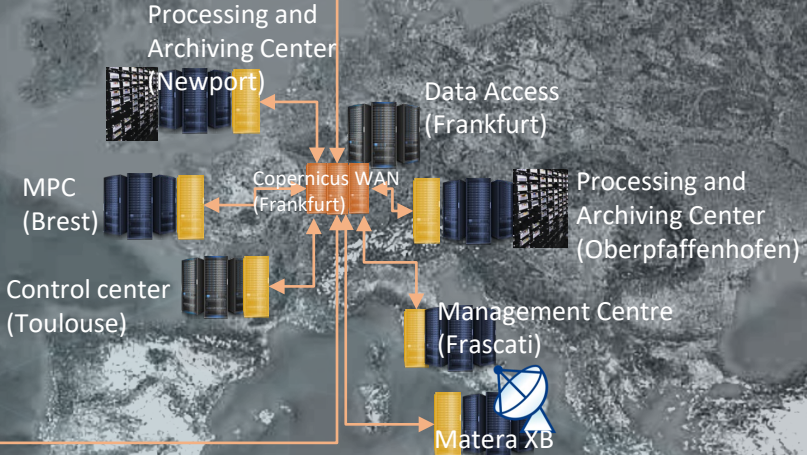 Processing and
Archiving Center
(Newport)
Data Access
(Frankfurt)
Copernicus WAN
(Frankfurt)
MPC
(Brest)
Processing and
Archiving Center
(Oberpfaffenhofen)
Control center
(Toulouse)
Management Centre
(Frascati)
Matera XB